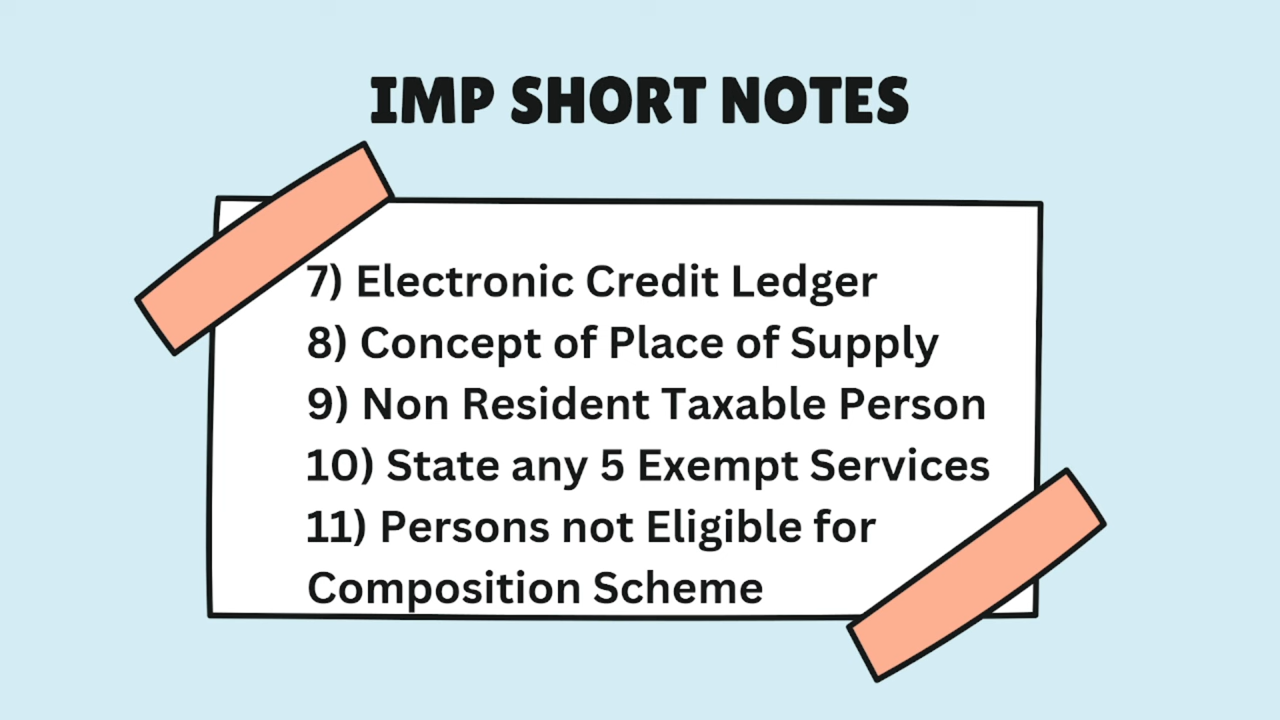 IMP SHORT NOTES
7) Electronic Credit Ledger
8) Concept of Place of Supply
9) Non Resident Taxable Person
10) State any 5 Exempt Services
11) Persons not Eligible for
Composition Scheme